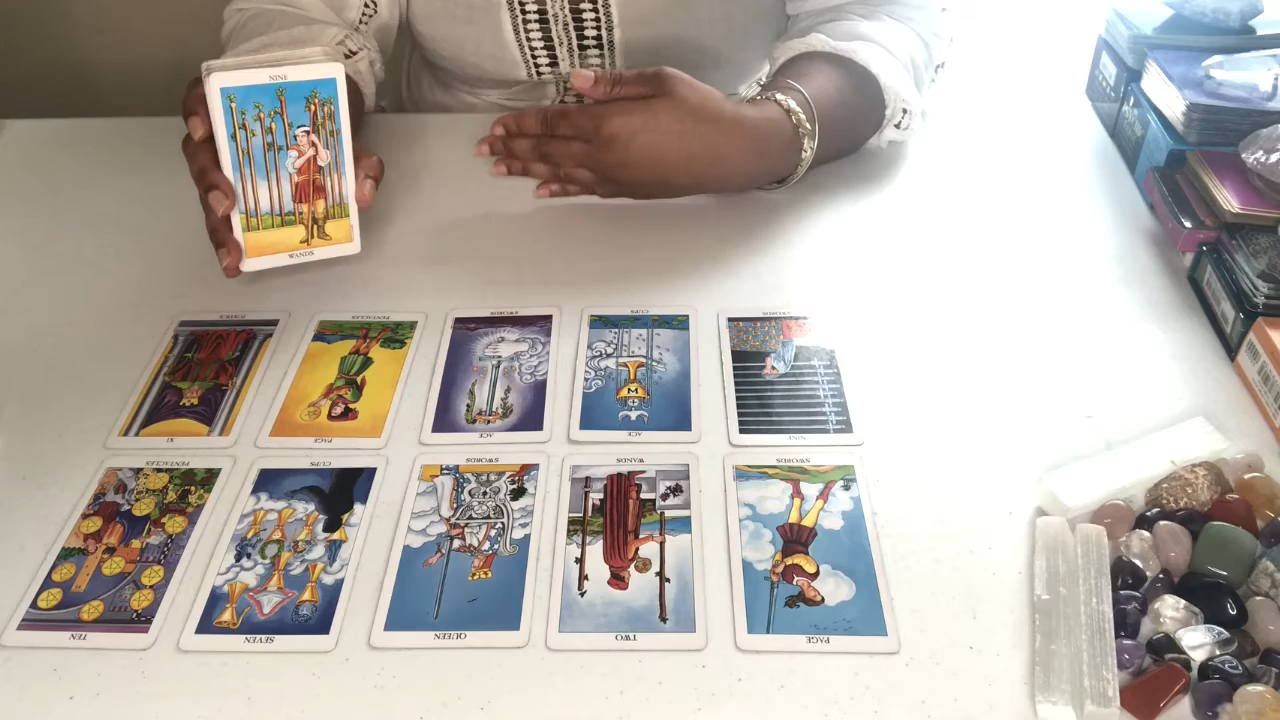 NINE
WANDS
XI
JUSTICE
PAGE
PENTACLES
ACE
SWORDS
ACE
CUPS
NINE
SWORDS
TEN
PENTACLES
SEVEN
CUPS
QUEEN
SWORDS
TWO
WANDS
PAGE
SWORDS